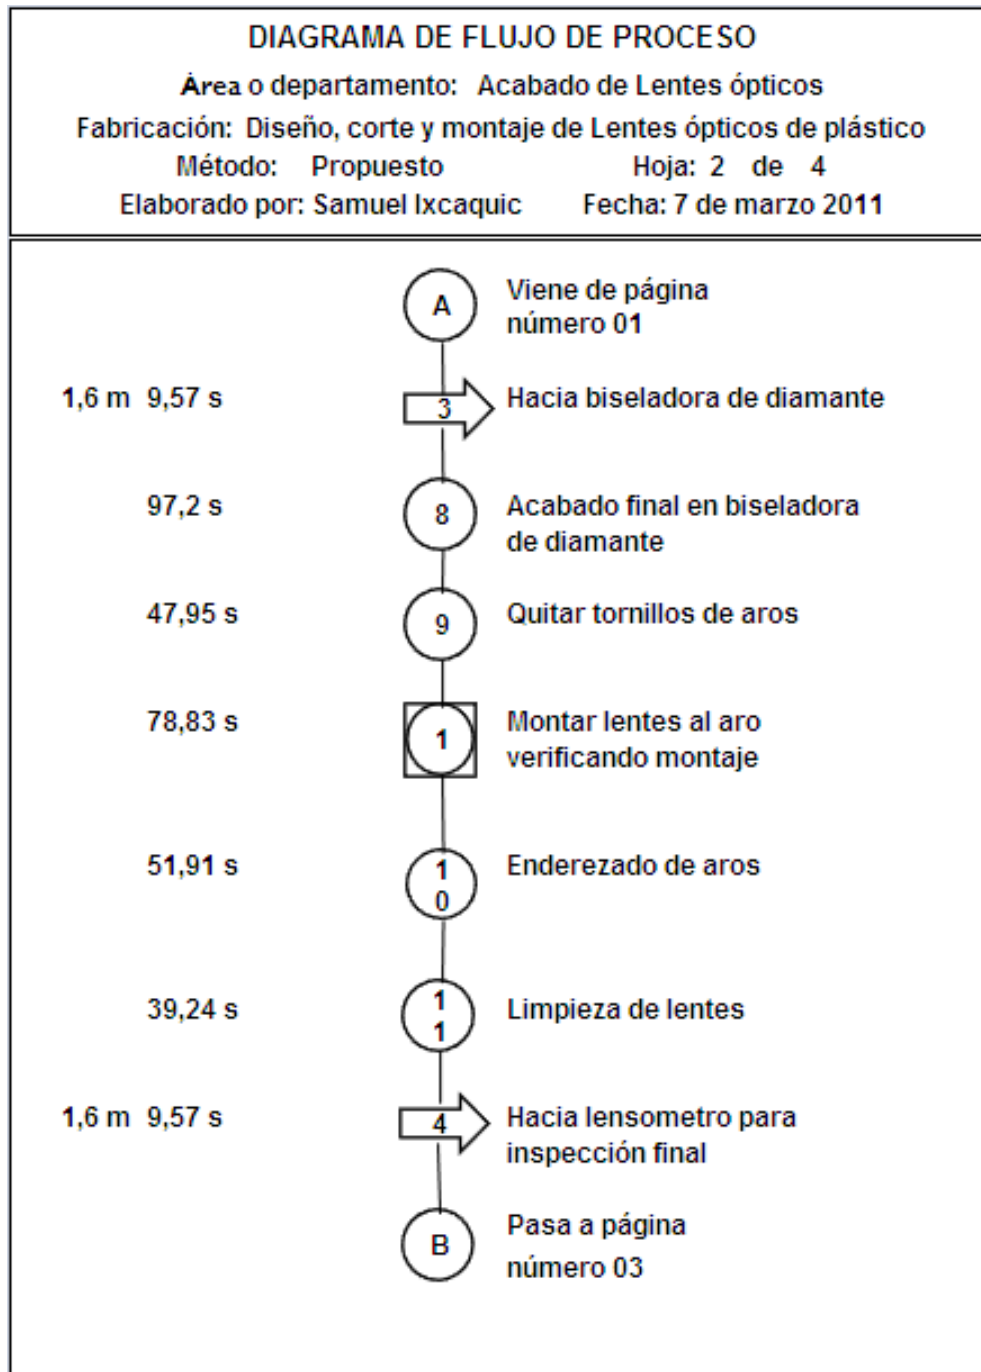 DIAGRAMA DE FLUJO DE PROCESO
Área o departamento: Acabado de Lentes ópticos
Fabricación: Diseño, corte y montaje de Lentes ópticos de plástico
Método: Propuesto Hoja: 2 de 4
Elaborado por: Samuel Ixcaquic Fecha: 7 de marzo 2011
A Viene de página
número 01
1,6 m 9,57 s 3 Hacia biseladora de diamante
97,2 s 8 Acabado final en biseladora
de diamante
47,95 s 9 Quitar tornillos de aros
78,83 s 1 Montar lentes al aro
verificando montaje
51,91 s 10 Enderezado de aros
39,24 s 11 Limpieza de lentes
1,6 m 9,57 s 4 Hacia lensometro para
inspección final
B Pasa a página
número 03